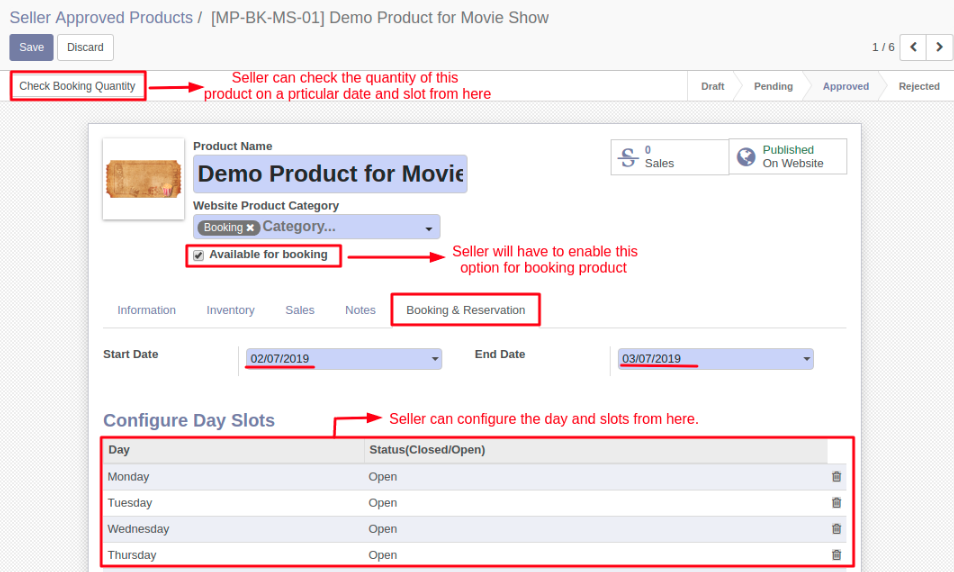 Seller Approved Products / [MP-BK-MS-01] Demo Product for Movie Show
Save Discard
1 / 6
Check Booking Quantity
Seller can check the quantity of this
product on a prticular date and slot from here
Draft Pending Approved Rejected
Product Name
Demo Product for Movie
0
Sales
Published
On Website
Website Product Category
Booking Category...
Available for booking
Seller will have to enable this
option for booking product
Information Inventory Sales Notes Booking & Reservation
Start Date 02/07/2019 End Date 03/07/2019
Configure Day Slots
Seller can configure the day and slots from here.
Day Status(Closed/Open)
Monday Open
Tuesday Open
Wednesday Open
Thursday Open